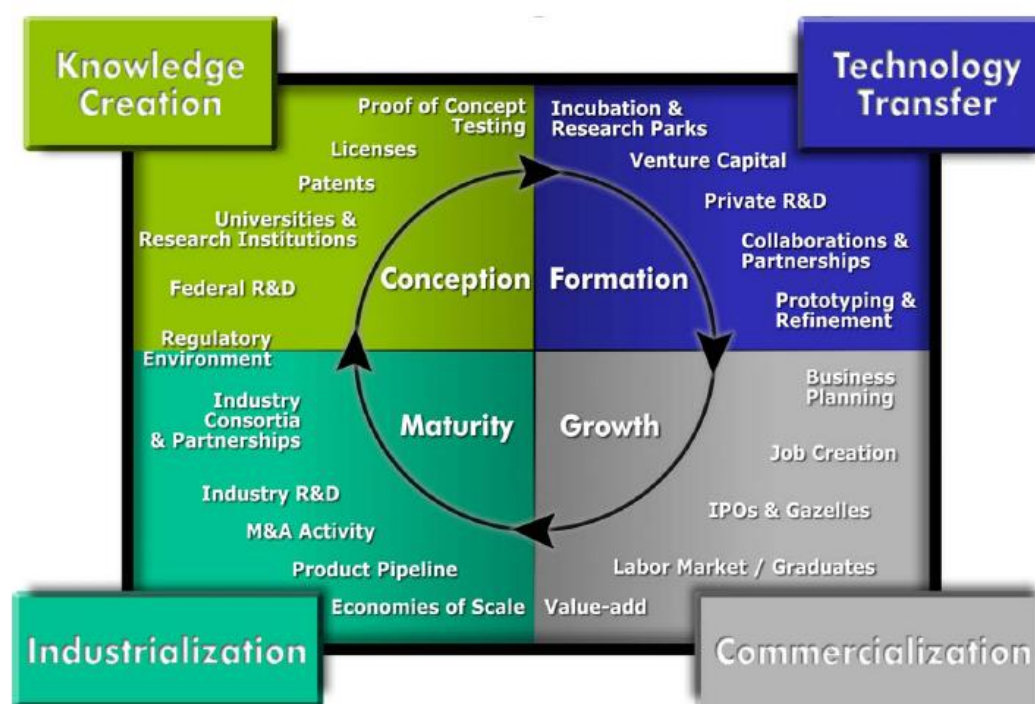 Knowledge
Creation
Technology
Transfer
Proof of Concept
Testing
Licenses
Patents
Universities &
Research Institutions
Federal R&D
Regulatory
Environment
Conception
Incubation &
Research Parks
Venture Capital
Private R&D
Collaborations &
Partnerships
Prototyping &
Refinement
Formation
Industry
Consortia
& Partnerships
Industry R&D
M&A Activity
Product Pipeline
Economies of Scale
Maturity
Growth
Business
Planning
Job Creation
IPOs & Gazelles
Labor Market / Graduates
Value-add
Industrialization
Commercialization